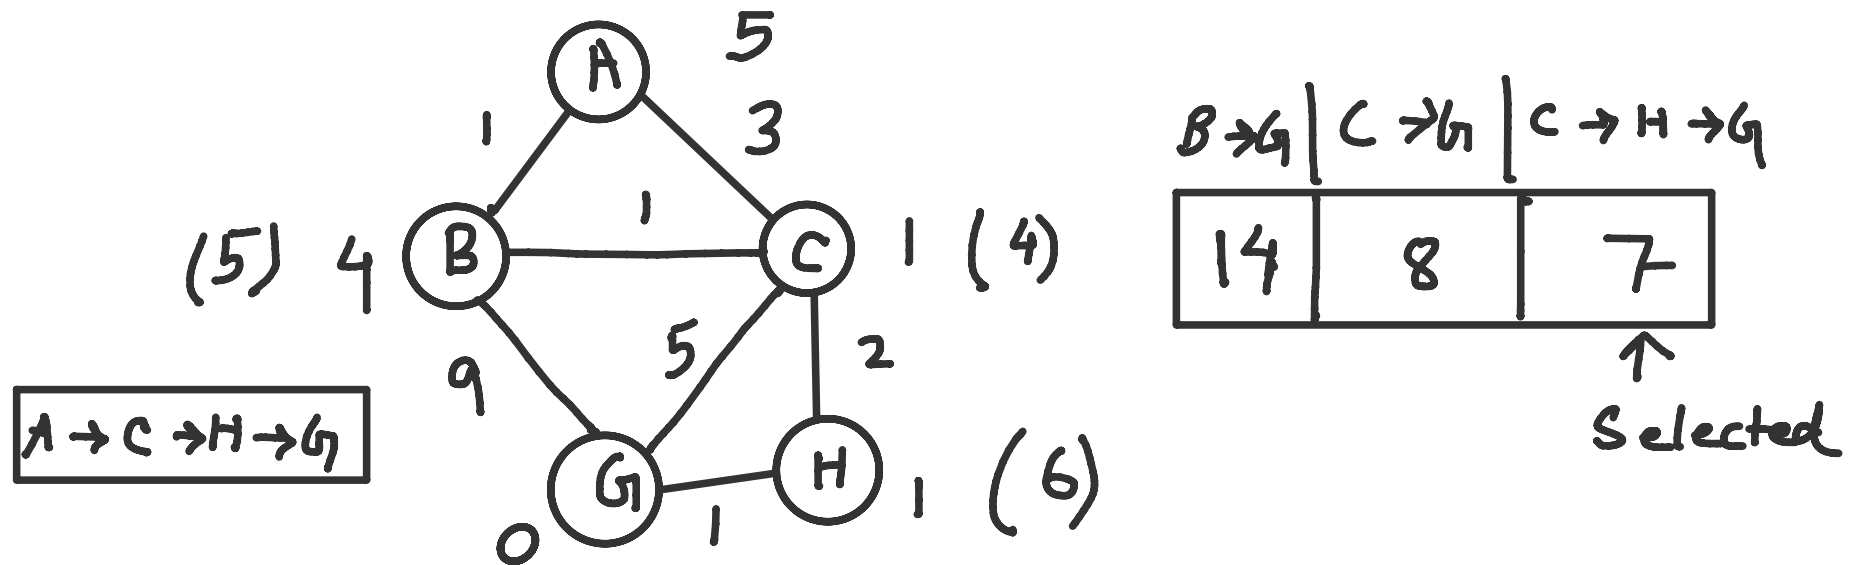 A
5
3
1
B
1
C
(5) 4
1 (4)
9
5
2
G
H
0
1
1 (6)
A → C → H → G
B → G | C → G | C → H → G
14 8 7
Selected